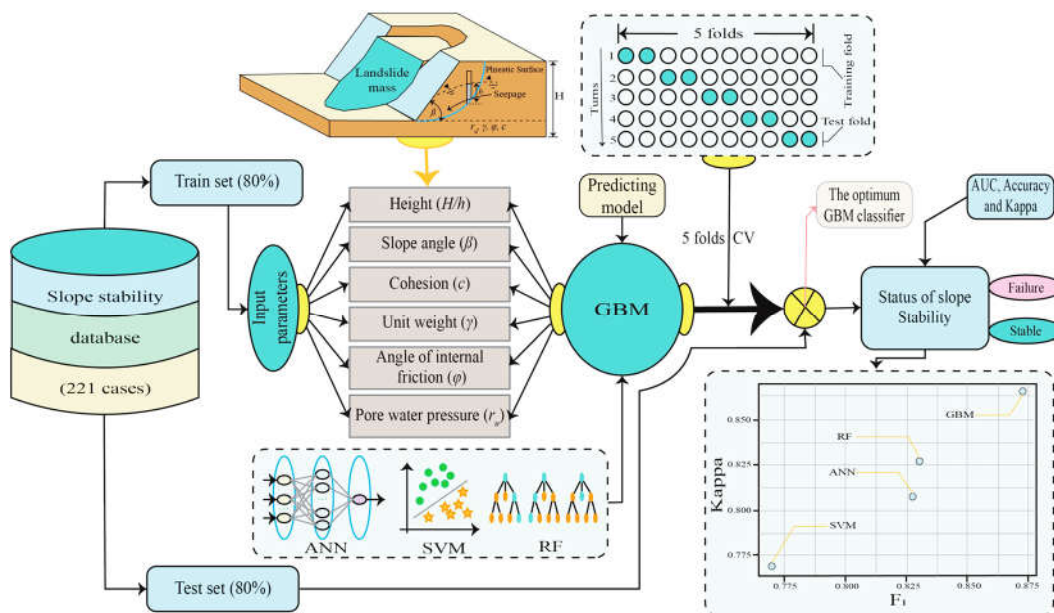 5 folds
Turns
1
2
3
4
5
Training fold
Test fold
Landslide
mass
Phreatic Surface
Seepage
H
β
γ, φ, c
Train set (80%)
Slope stability
database
(221 cases)
Input
parameters
Height (H/h)
Slope angle (β)
Cohesion (c)
Unit weight (γ)
Angle of internal
friction (φ)
Pore water pressure (ru)
Predicting
model
GBM
5 folds CV
The optimum
GBM classifier
AUC, Accuracy
and Kappa
Status of slope
Stability
Failure
Stable
ANN
SVM
RF
Test set (80%)
Kappa
0.850
0.825
0.800
0.775
GBM
RF
ANN
SVM
0.775
0.800
0.825
0.850
0.875
F1